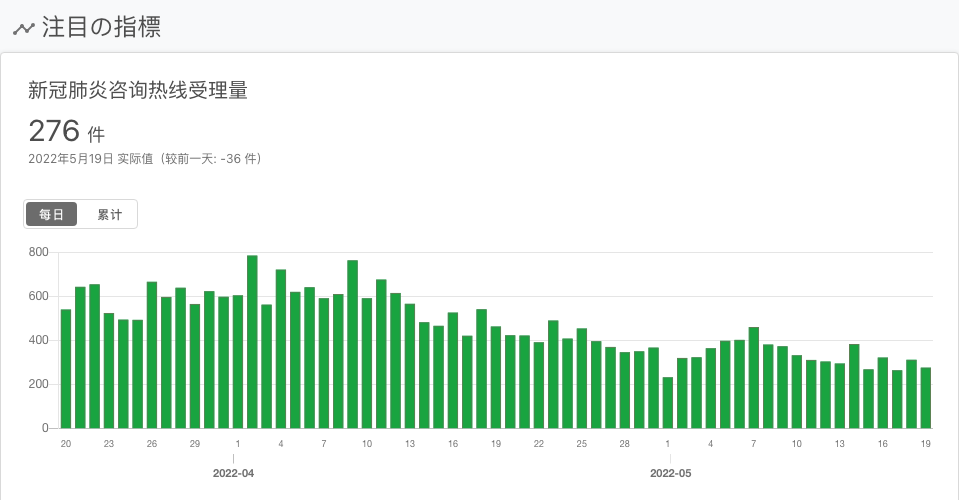 注目の指標
新冠肺炎咨询热线受理量
276 件
2022年5月19日 实际值（较前一天: -36 件）
每日 累计
800
600
400
200
0
20 23 26 29 1 4 7 10 13 16 19 22 25 28 1 4 7 10 13 16 19
2022-04 2022-05